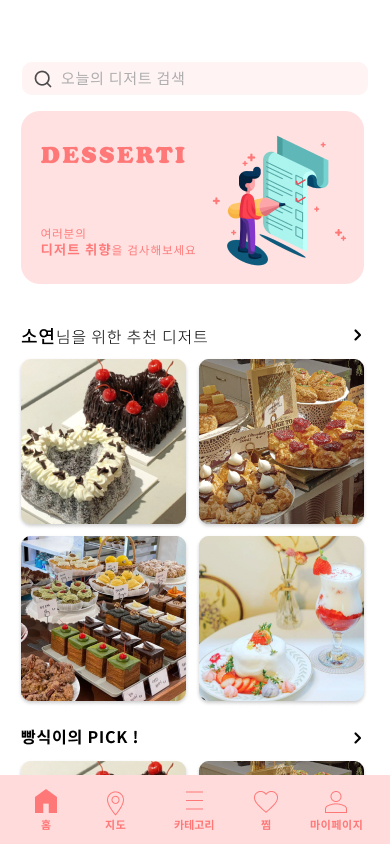 오늘의 디저트 검색
DESSERTI
여러분의
디저트 취향을 검사해보세요
소연님을 위한 추천 디저트
빵식이의 PICK !
홈
지도
카테고리
찜
마이페이지